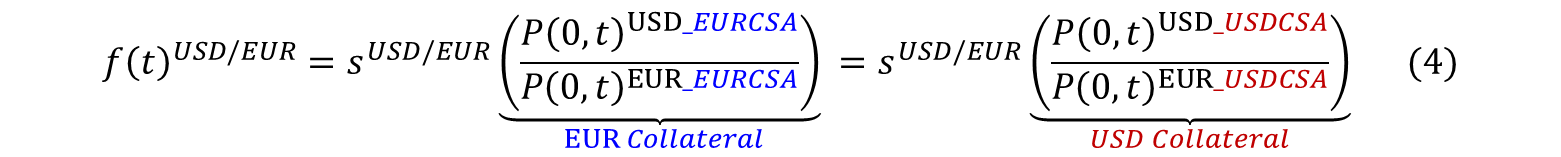 f(t)^{USD/EUR} = s^{USD/EUR} (P(0,t)^{USD_EURCSA} / P(0,t)^{EUR_EURCSA}) = s^{USD/EUR} (P(0,t)^{USD_USDCSA} / P(0,t)^{EUR_USDCSA}) (4)
EUR Collateral USD Collateral